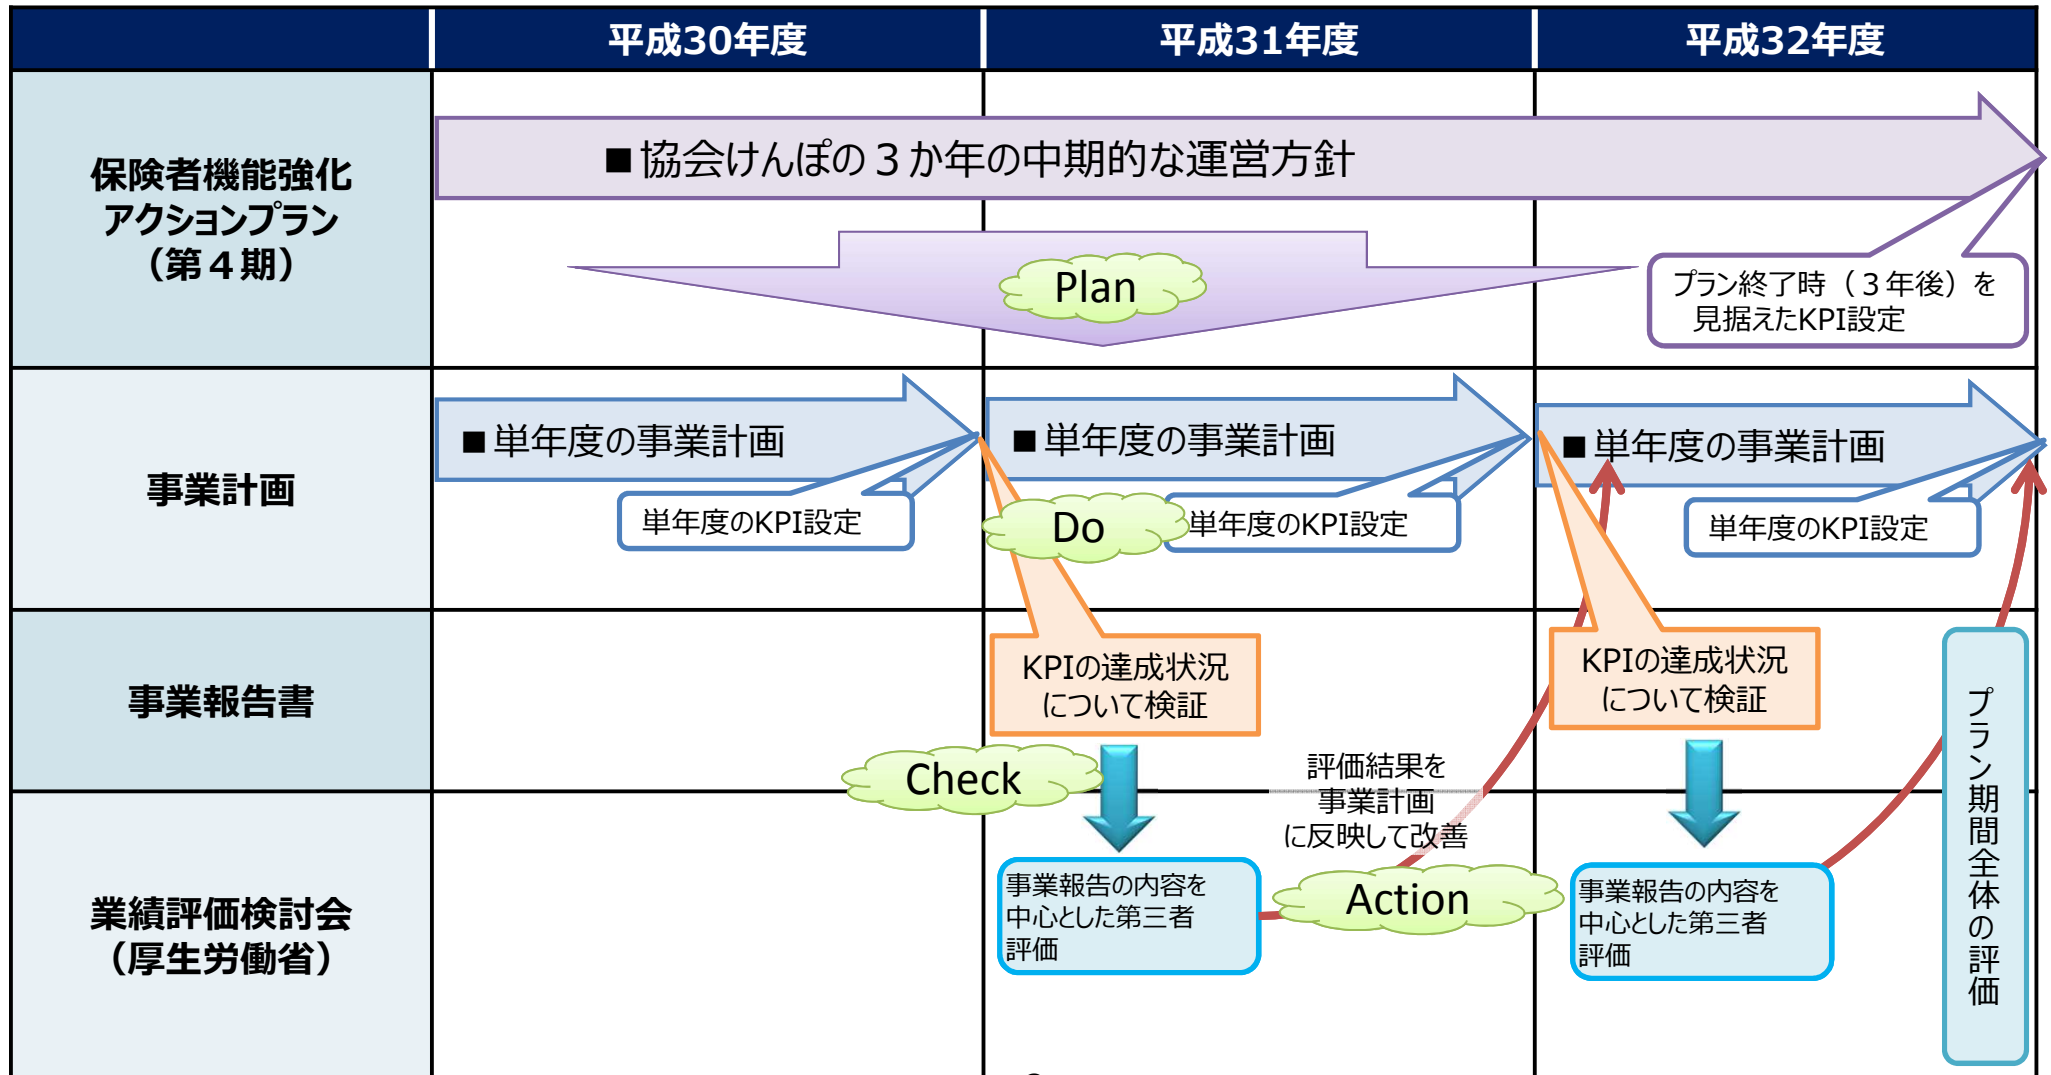 平成30年度
平成31年度
平成32年度
保険者機能強化
アクションプラン
（第４期）
■協会けんぽの３か年の中期的な運営方針
Plan
プラン終了時（３年後）を
見据えたKPI設定
事業計画
■単年度の事業計画
単年度のKPI設定
■単年度の事業計画
Do
単年度のKPI設定
■単年度の事業計画
単年度のKPI設定
事業報告書
KPIの達成状況
について検証
KPIの達成状況
について検証
Check
評価結果を
事業計画
に反映して改善
プラン期間全体の評価
業績評価検討会
（厚生労働省）
事業報告の内容を
中心とした第三者
評価
Action
事業報告の内容を
中心とした第三者
評価